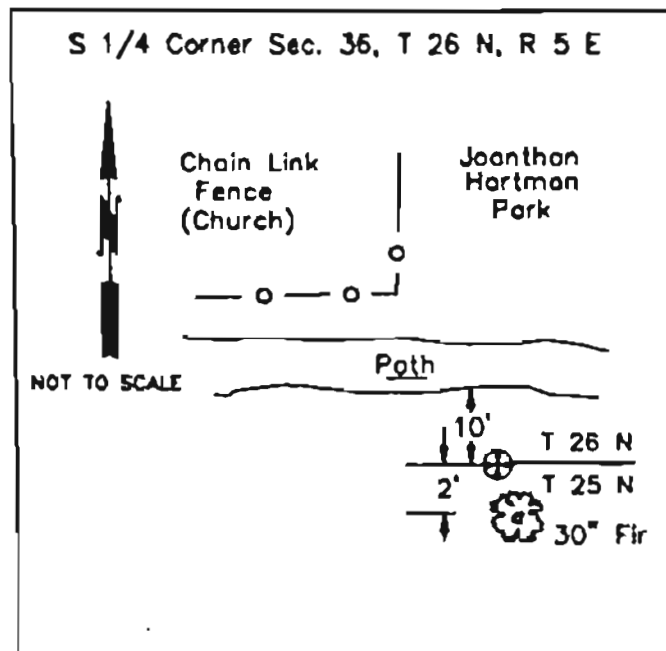 S 1/4 Corner Sec. 36, T 26 N, R 5 E
Chain Link
Fence
(Church)
Joanthan
Hartman
Park
N
NOT TO SCALE
Path
10'
T 26 N
2'
T 25 N
30" Fir